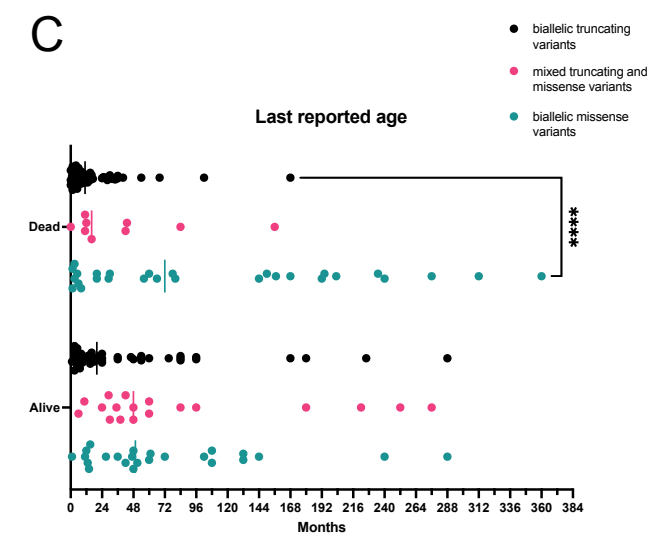 C
biallelic truncating
variants
mixed truncating and
missense variants
biallelic missense
variants
Last reported age
Dead
****
Alive
0 24 48 72 96 120 144 168 192 216 240 264 288 312 336 360 384
Months